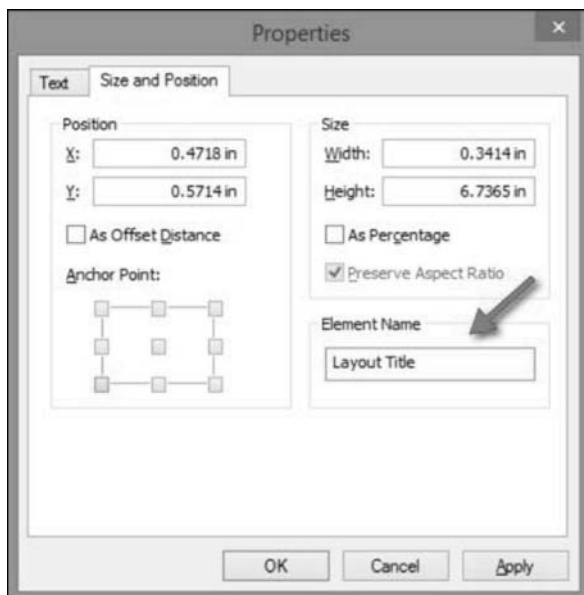 Properties
Text Size and Position
Position
X: 0.4718 in
Y: 0.5714 in
As Offset Distance
Anchor Point:
Size
Width: 0.3414 in
Height: 6.7365 in
As Percentage
Preserve Aspect Ratio
Element Name
Layout Title
OK Cancel Apply